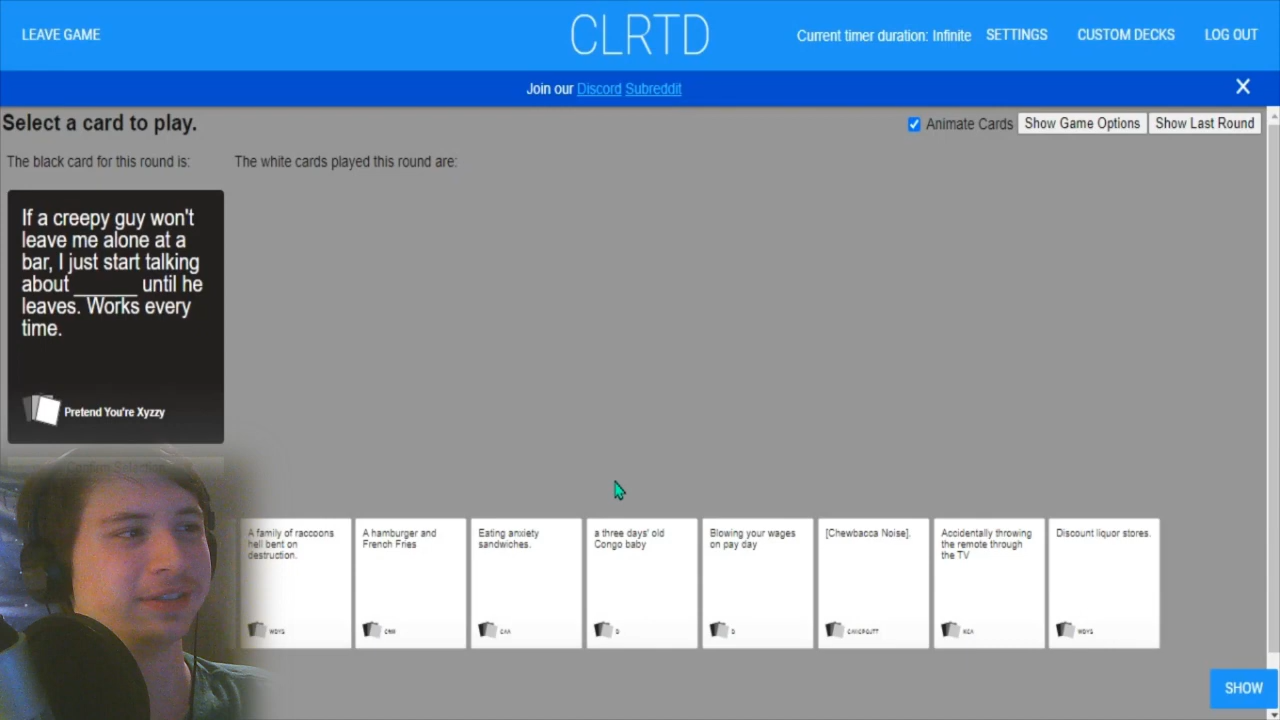 LEAVE GAME
CLRTD
Current timer duration: Infinite
SETTINGS
CUSTOM DECKS
LOG OUT
Join our Discord Subreddit
Select a card to play.
Animate Cards
Show Game Options
Show Last Round
The black card for this round is:
The white cards played this round are:
If a creepy guy won't
leave me alone at a
bar, I just start talking
about ______ until he
leaves. Works every
time.
Pretend You're Xyzzy
Confirm Selection
A family of raccoons
hell bent on
destruction.
WDYS
A hamburger and
French Fries
Eating anxiety
sandwiches.
a three days' old
Congo baby
Blowing your wages
on pay day
[Chewbacca Noise].
Accidentally throwing
the remote through
the TV
Discount liquor stores.
WDYS
SHOW